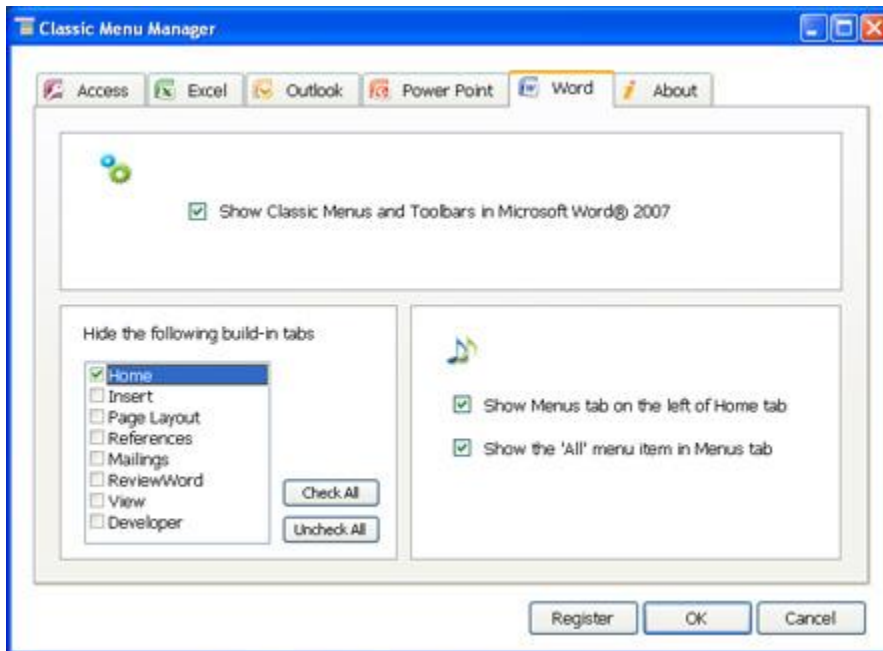 Classic Menu Manager
Access Excel Outlook Power Point Word About
Show Classic Menus and Toolbars in Microsoft Word® 2007
Hide the following build-in tabs
Home
Insert
Page Layout
References
Mailings
ReviewWord
View
Developer
Check All
Uncheck All
Show Menus tab on the left of Home tab
Show the 'All' menu item in Menus tab
Register OK Cancel